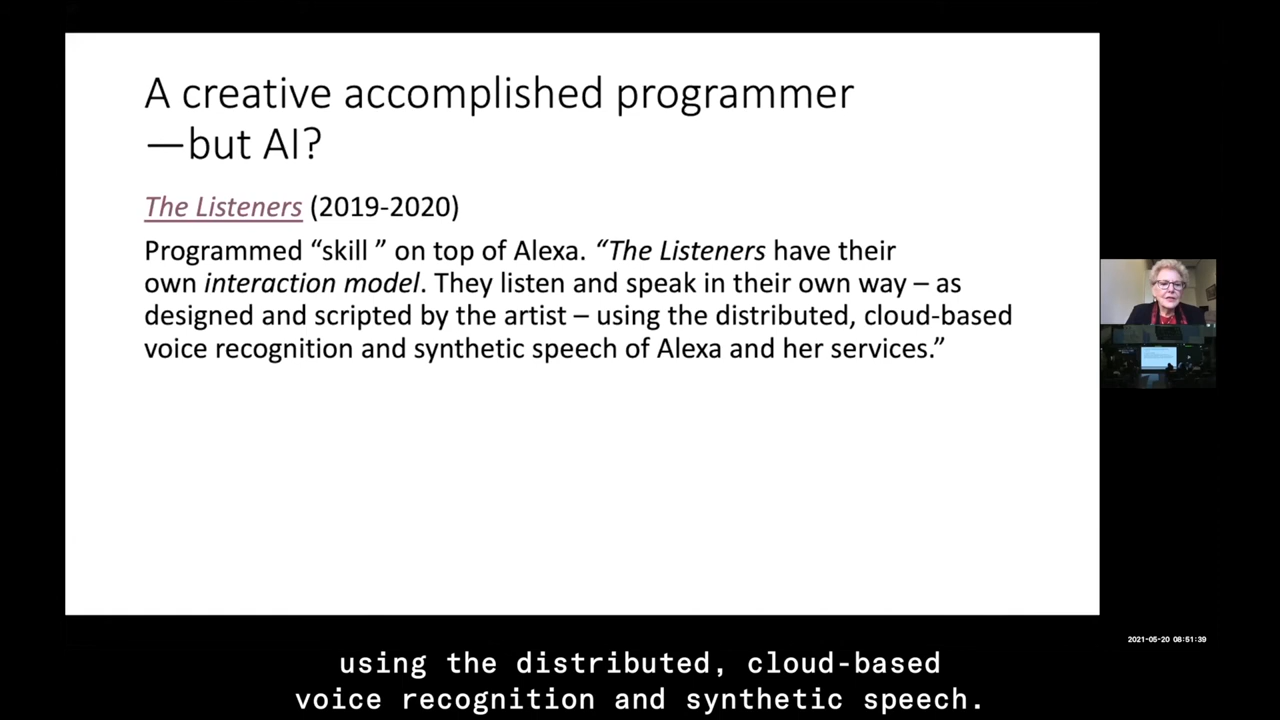 A creative accomplished programmer
—but AI?
The Listeners (2019-2020)
Programmed “skill ” on top of Alexa. “The Listeners have their
own interaction model. They listen and speak in their own way – as
designed and scripted by the artist – using the distributed, cloud-based
voice recognition and synthetic speech of Alexa and her services.”
2021-05-20 08:51:39
using the distributed, cloud-based
voice recognition and synthetic speech.